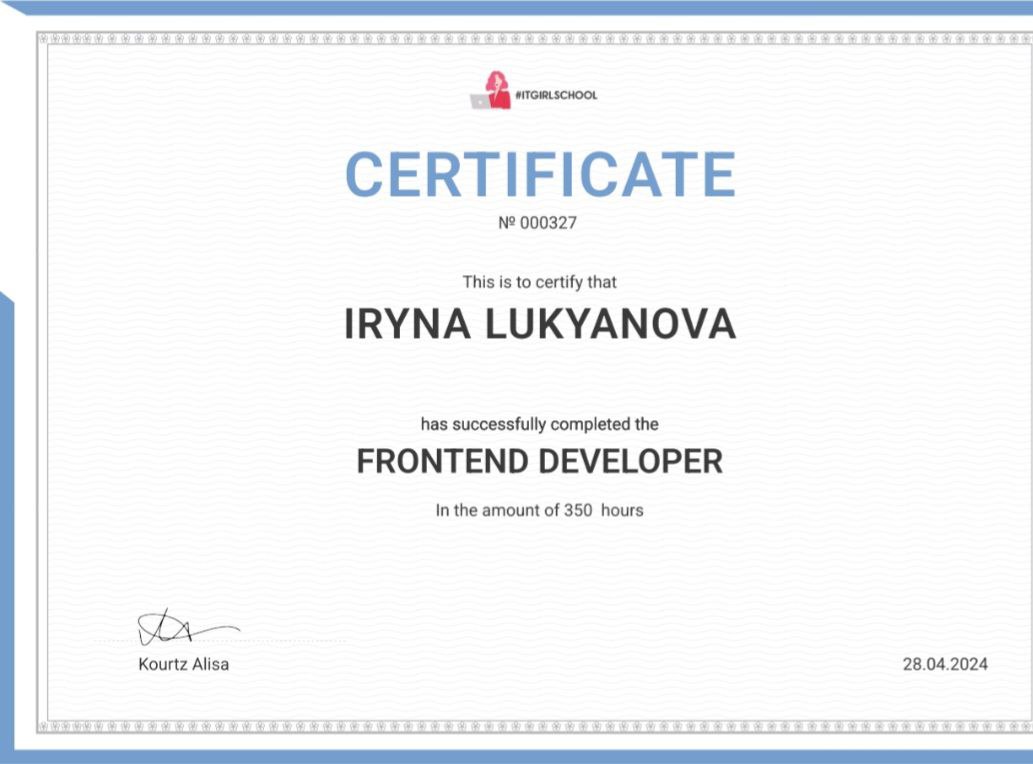 #ITGIRLSCHOOL
CERTIFICATE
№ 000327
This is to certify that
IRYNA LUKYANOVA
has successfully completed the
FRONTEND DEVELOPER
In the amount of 350 hours
Kourtz Alisa
28.04.2024